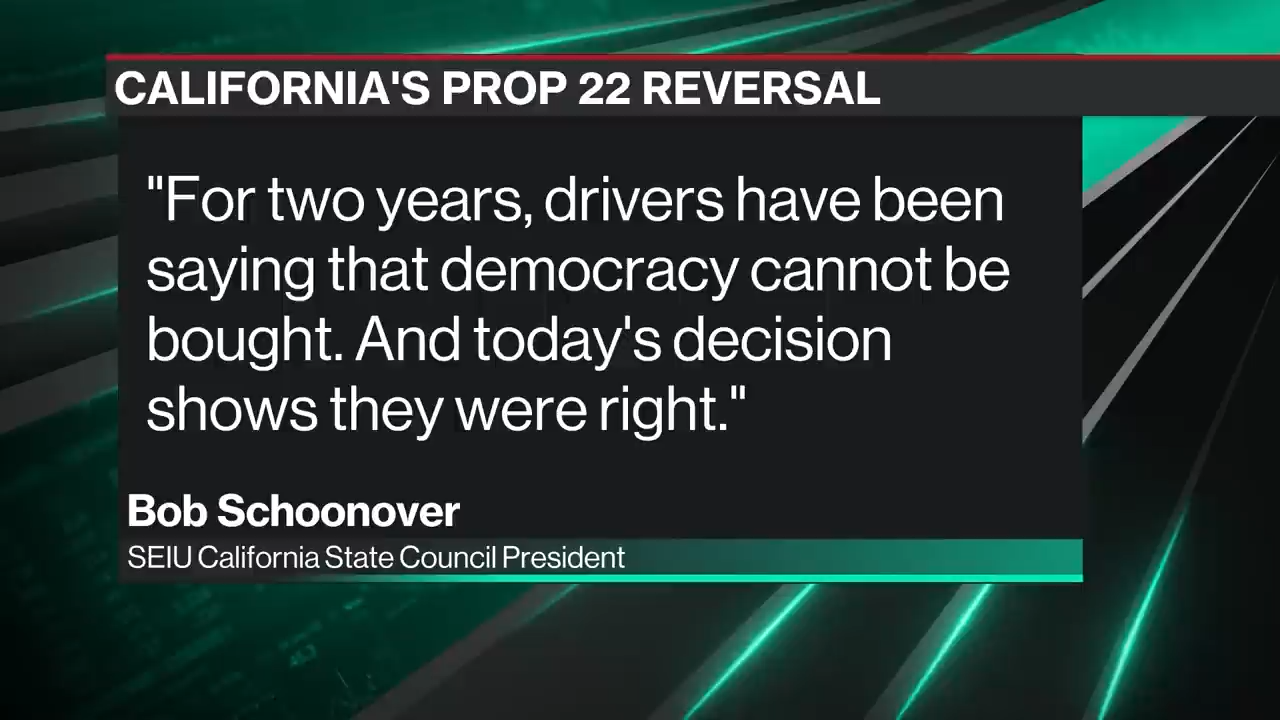 CALIFORNIA'S PROP 22 REVERSAL
"For two years, drivers have been
saying that democracy cannot be
bought. And today's decision
shows they were right."
Bob Schoonover
SEIU California State Council President